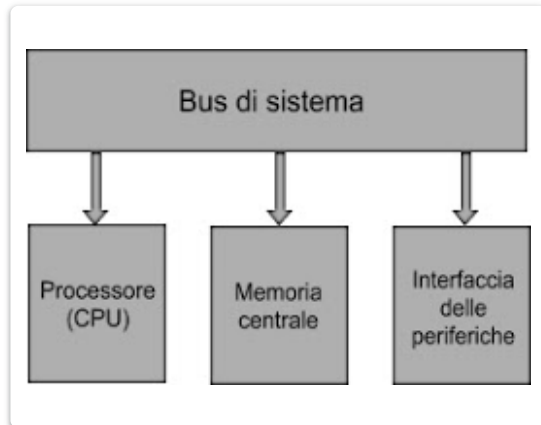 Bus di sistema
Processore
(CPU)
Memoria
centrale
Interfaccia
delle
periferiche